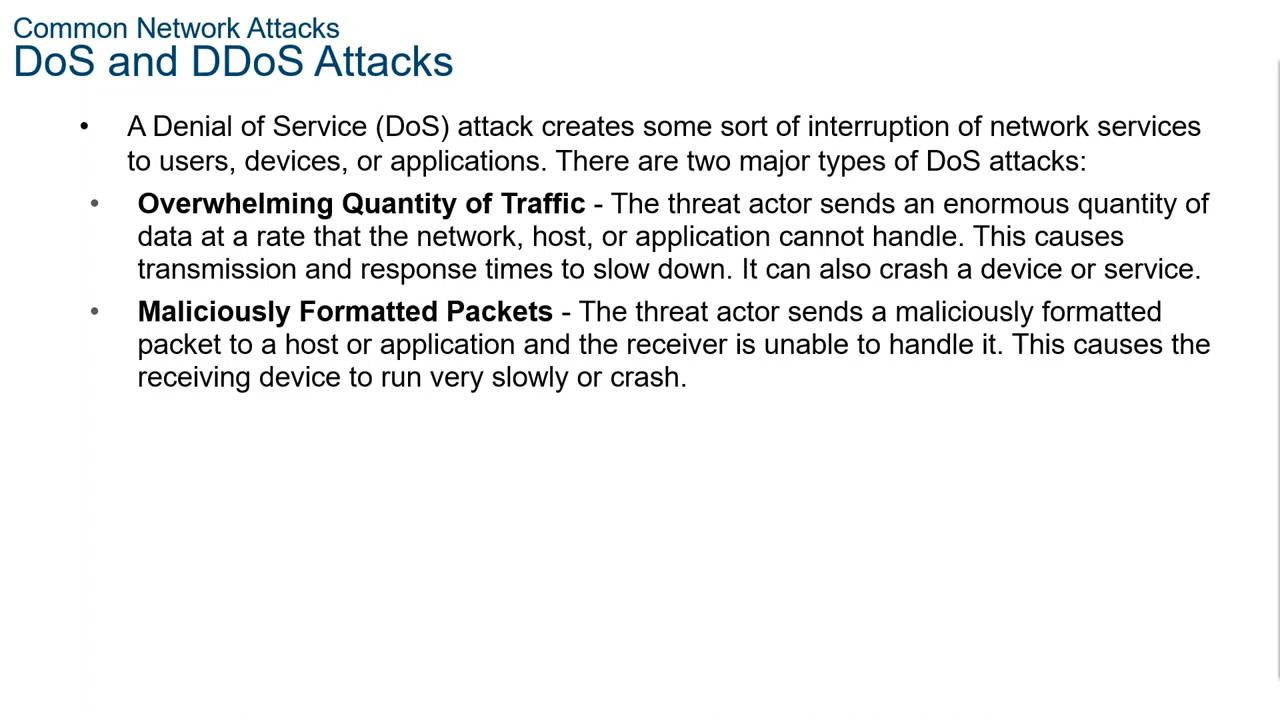 Common Network Attacks
DoS and DDoS Attacks
• A Denial of Service (DoS) attack creates some sort of interruption of network services
to users, devices, or applications. There are two major types of DoS attacks:
• Overwhelming Quantity of Traffic - The threat actor sends an enormous quantity of
data at a rate that the network, host, or application cannot handle. This causes
transmission and response times to slow down. It can also crash a device or service.
• Maliciously Formatted Packets - The threat actor sends a maliciously formatted
packet to a host or application and the receiver is unable to handle it. This causes the
receiving device to run very slowly or crash.